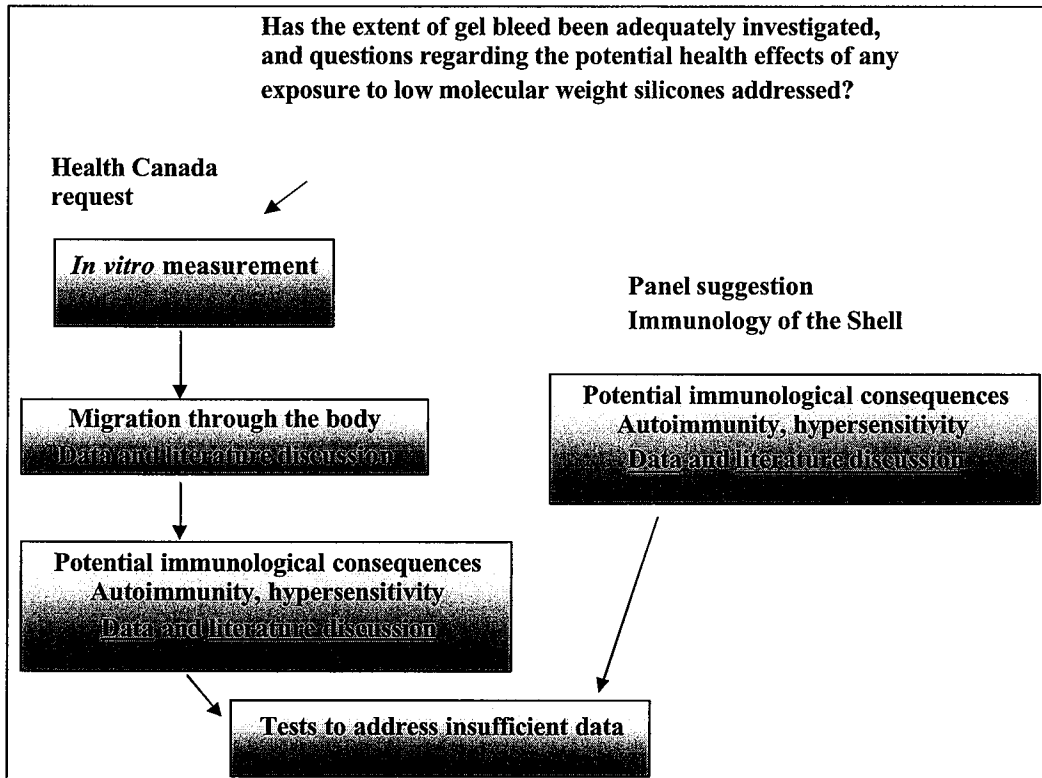 Has the extent of gel bleed been adequately investigated,
and questions regarding the potential health effects of any
exposure to low molecular weight silicones addressed?
Health Canada
request
In vitro measurement
Migration through the body
Data and literature discussion
Potential immunological consequences
Autoimmunity, hypersensitivity
Data and literature discussion
Panel suggestion
Immunology of the Shell
Potential immunological consequences
Autoimmunity, hypersensitivity
Data and literature discussion
Tests to address insufficient data